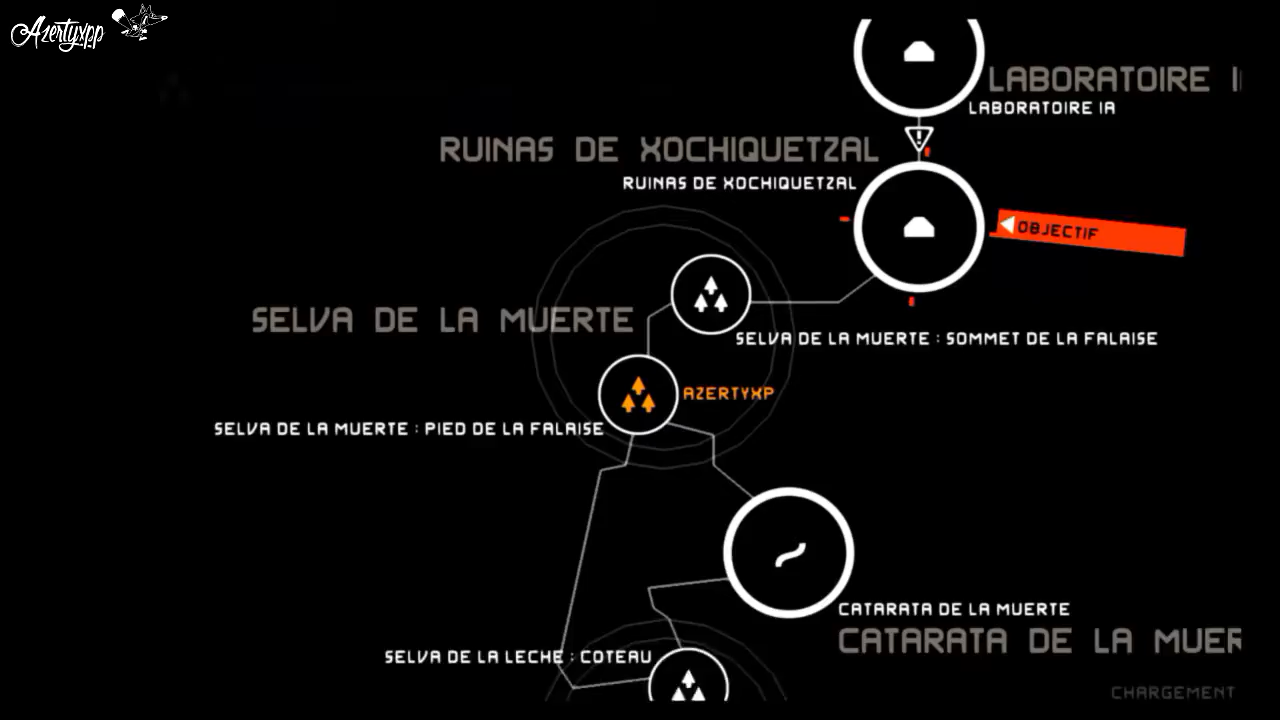 Azertyxpp
LABORATOIRE I
LABORATOIRE IA
RUINAS DE XOCHIQUETZAL
RUINAS DE XOCHIQUETZAL
OBJECTIF
SELVA DE LA MUERTE
SELVA DE LA MUERTE : SOMMET DE LA FALAISE
AZERTYXP
SELVA DE LA MUERTE : PIED DE LA FALAISE
CATARATA DE LA MUERTE
CATARATA DE LA MUER
SELVA DE LA LECHE : COTEAU
CHARGEMENT